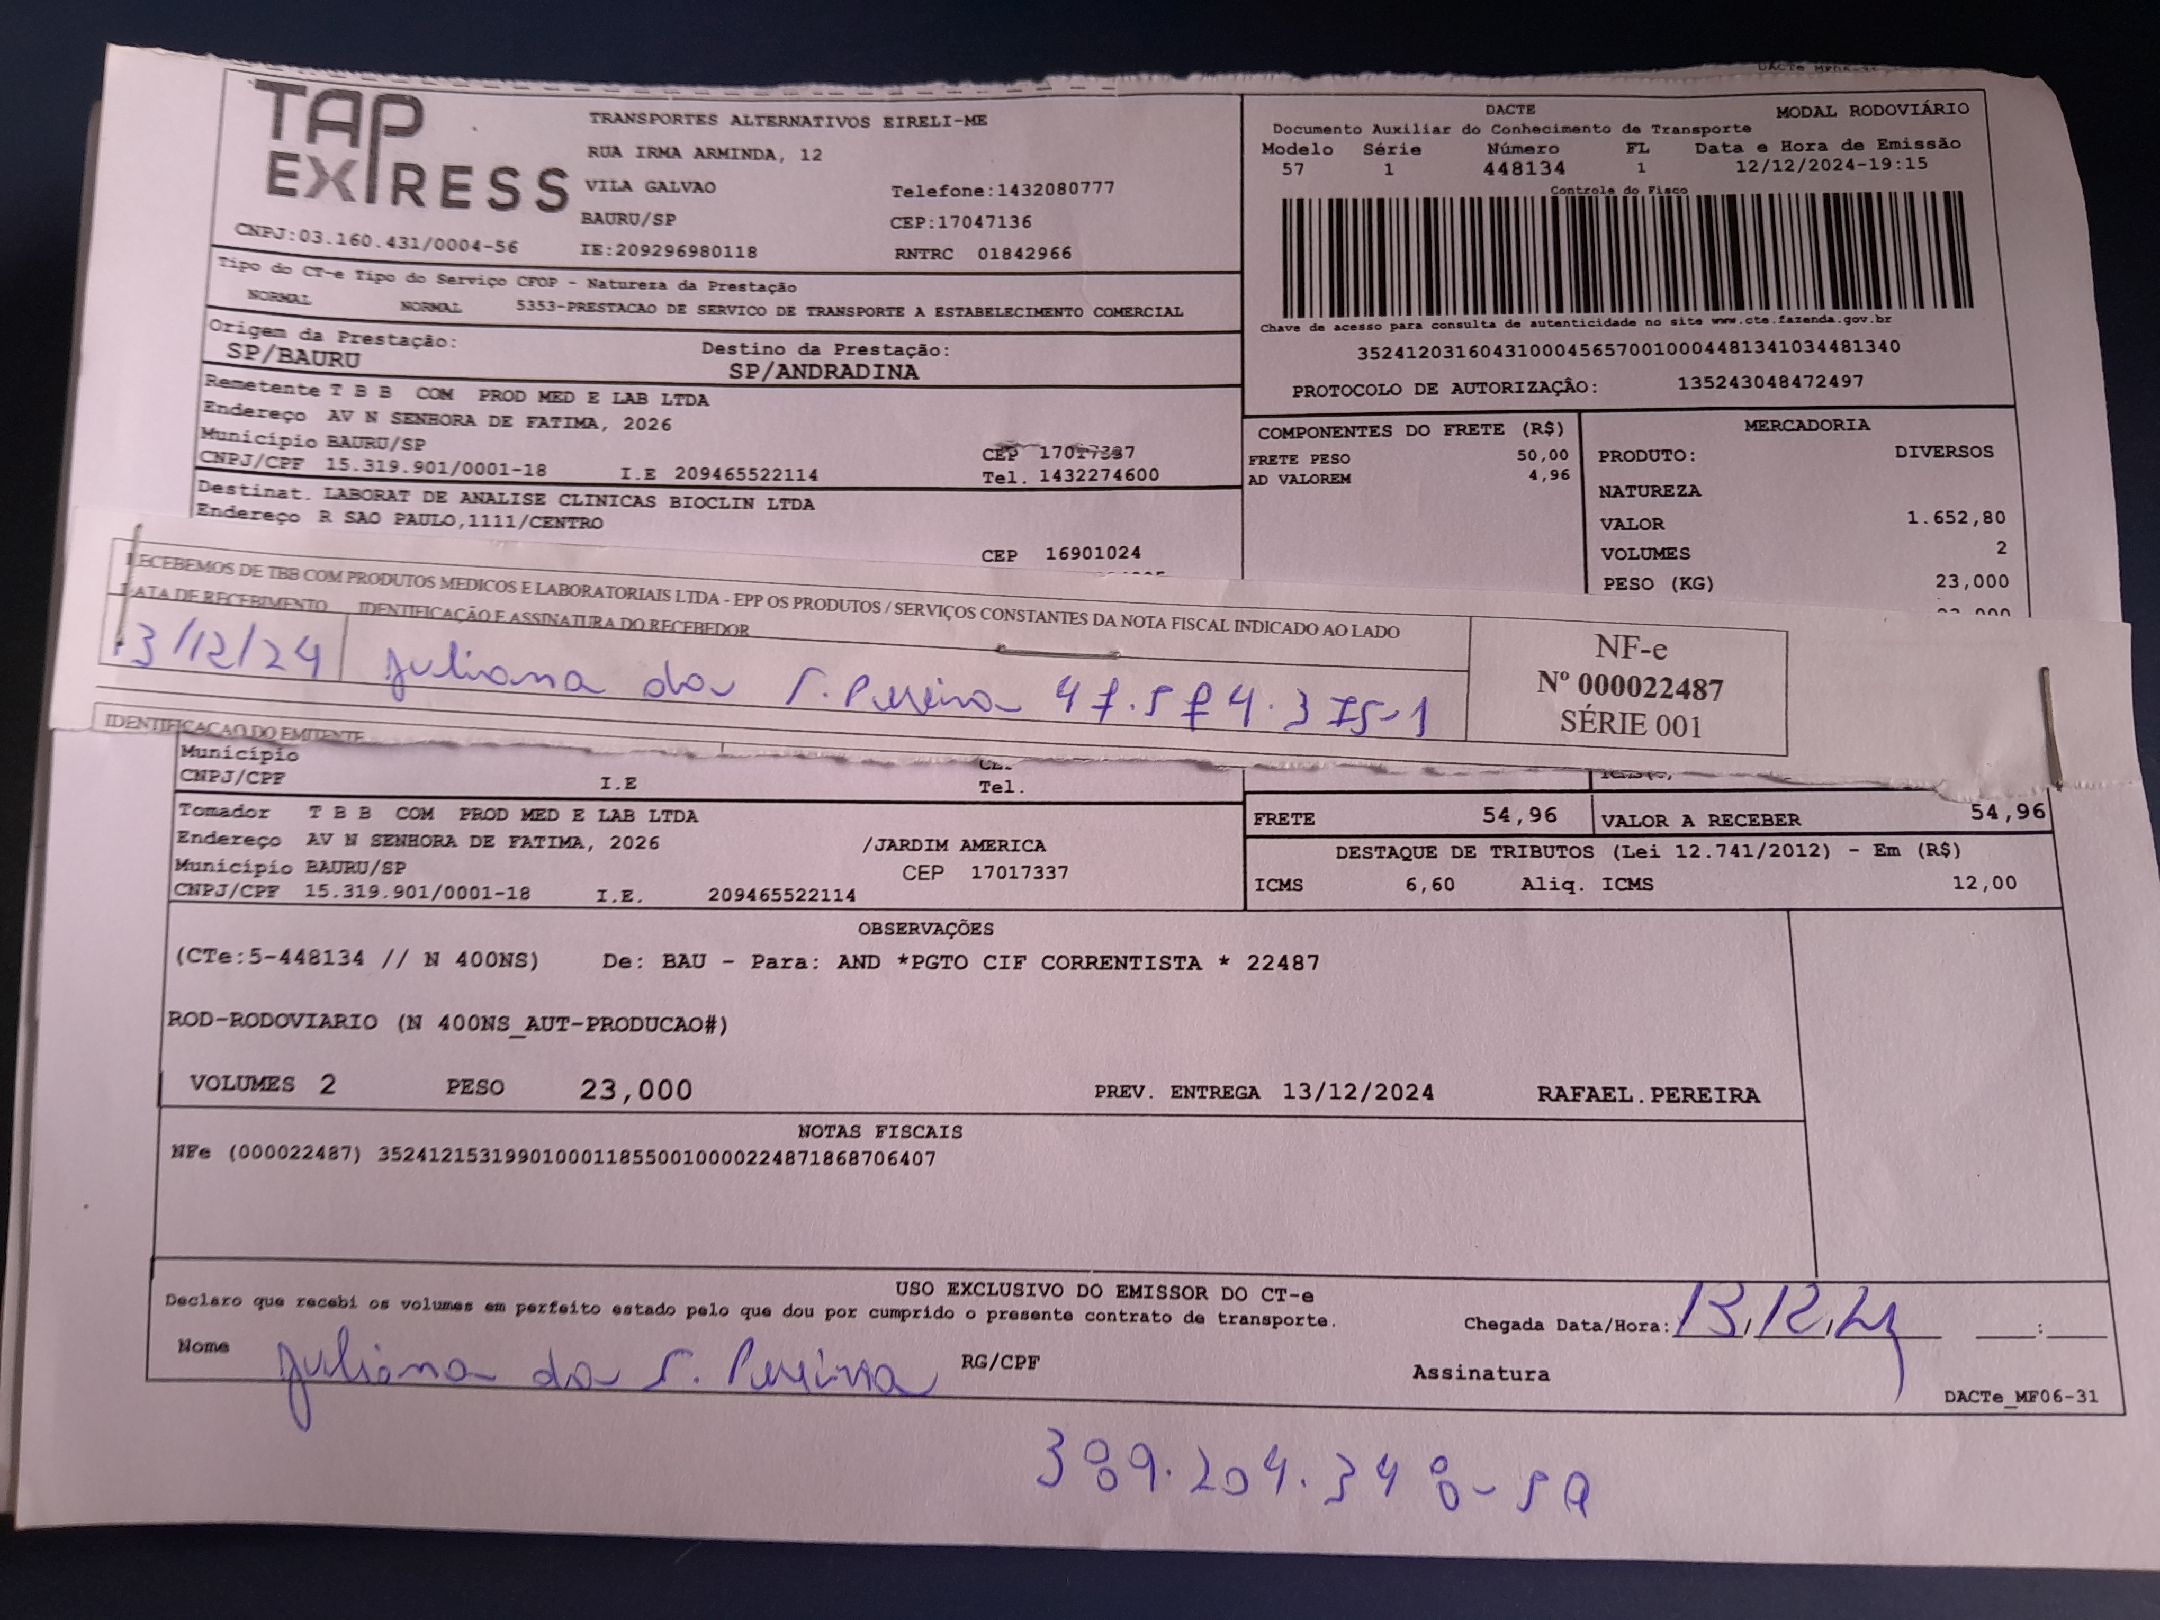 TAP EXPRESS
TRANSPORTES ALTERNATIVOS EIRELI-ME
RUA IRMA ARMINDA, 12
VILA GALVAO Telefone:1432080777
BAURU/SP CEP:17047136
CNPJ:03.160.431/0004-56 IE:209296980118 RNTRC 01842966
Tipo do CT-e Tipo do Serviço CFOP - Natureza da Prestação
NORMAL NORMAL 5353-PRESTACAO DE SERVICO DE TRANSPORTE A ESTABELECIMENTO COMERCIAL
Origem da Prestação: Destino da Prestação:
SP/BAURU SP/ANDRADINA
Remetente T B B COM PROD MED E LAB LTDA
Endereço AV N SENHORA DE FATIMA, 2026
Município BAURU/SP CEP 17017337
CNPJ/CPF 15.319.901/0001-18 I.E 209465522114 Tel. 1432274600
Destinat. LABORAT DE ANALISE CLINICAS BIOCLIN LTDA
Endereço R SAO PAULO,1111/CENTRO
CEP 16901024
DACTE MODAL RODOVIÁRIO
Documento Auxiliar do Conhecimento de Transporte
Modelo Série Número FL Data e Hora de Emissão
57 1 448134 1 12/12/2024-19:15
Controle do Fisco
Chave de acesso para consulta de autenticidade no site www.cte.fazenda.gov.br
35241203160431000456570010004481341034481340
PROTOCOLO DE AUTORIZAÇÂO: 135243048472497
COMPONENTES DO FRETE (R$)
FRETE PESO 50,00
AD VALOREM 4,96
MERCADORIA
PRODUTO: DIVERSOS
NATUREZA
VALOR 1.652,80
VOLUMES 2
PESO (KG) 23,000
RECEBEMOS DE TBB COM PRODUTOS MEDICOS E LABORATORIAIS LTDA - EPP OS PRODUTOS / SERVIÇOS CONSTANTES DA NOTA FISCAL INDICADO AO LADO
DATA DE RECEBIMENTO IDENTIFICAÇÃO E ASSINATURA DO RECEBEDOR
13/12/24 Juliana da S. Pereira
NF-e
Nº 000022487
SÉRIE 001
IDENTIFICACAO DO EMITENTE
Município
CNPJ/CPF I.E Tel.
Tomador T B B COM PROD MED E LAB LTDA
Endereço AV N SENHORA DE FATIMA, 2026 /JARDIM AMERICA
Município BAURU/SP CEP 17017337
CNPJ/CPF 15.319.901/0001-18 I.E. 209465522114
FRETE 54,96 VALOR A RECEBER 54,96
DESTAQUE DE TRIBUTOS (Lei 12.741/2012) - Em (R$)
ICMS 6,60 Aliq. ICMS 12,00
OBSERVAÇÕES
(CTe:5-448134 // N 400NS) De: BAU - Para: AND *PGTO CIF CORRENTISTA * 22487
ROD-RODOVIARIO (N 400NS_AUT-PRODUCAO#)
VOLUMES 2 PESO 23,000 PREV. ENTREGA 13/12/2024 RAFAEL.PEREIRA
NOTAS FISCAIS
NFe (000022487) 35241215319901000118550010000224871868706407
USO EXCLUSIVO DO EMISSOR DO CT-e
Declaro que recebi os volumes em perfeito estado pelo que dou por cumprido o presente contrato de transporte.
Chegada Data/Hora: 13/12/24 :
Nome Juliana da S. Pereira RG/CPF Assinatura
DACTe_MF06-31